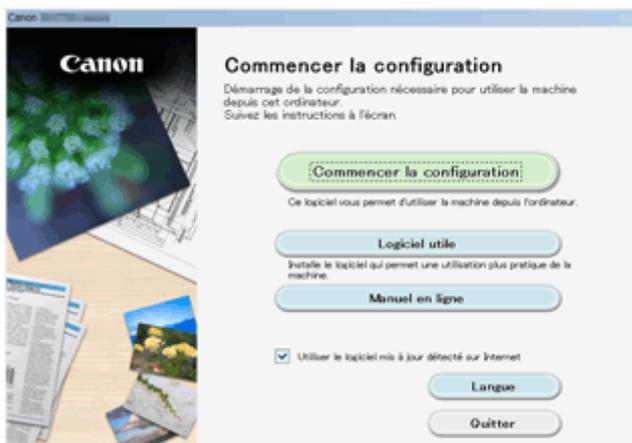 Canon
Canon
Commencer la configuration
Démarrage de la configuration nécessaire pour utiliser la machine
depuis cet ordinateur.
Suivez les instructions à l'écran.
Commencer la configuration
Ce logiciel vous permet d'utiliser la machine depuis l'ordinateur.
Logiciel utile
Installe le logiciel qui permet une utilisation plus pratique de la
machine.
Manuel en ligne
Utiliser le logiciel mis à jour détecté sur Internet
Langue
Quitter